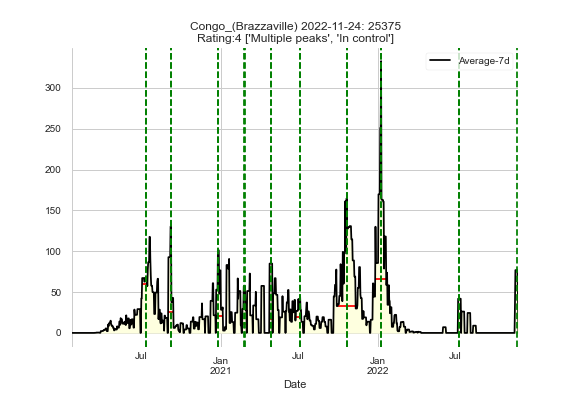 Congo_(Brazzaville) 2022-11-24: 25375
Rating:4 ['Multiple peaks', 'In control']
Average-7d
300
250
200
150
100
50
0
Jul
Jan
2021
Jul
Jan
2022
Jul
Date